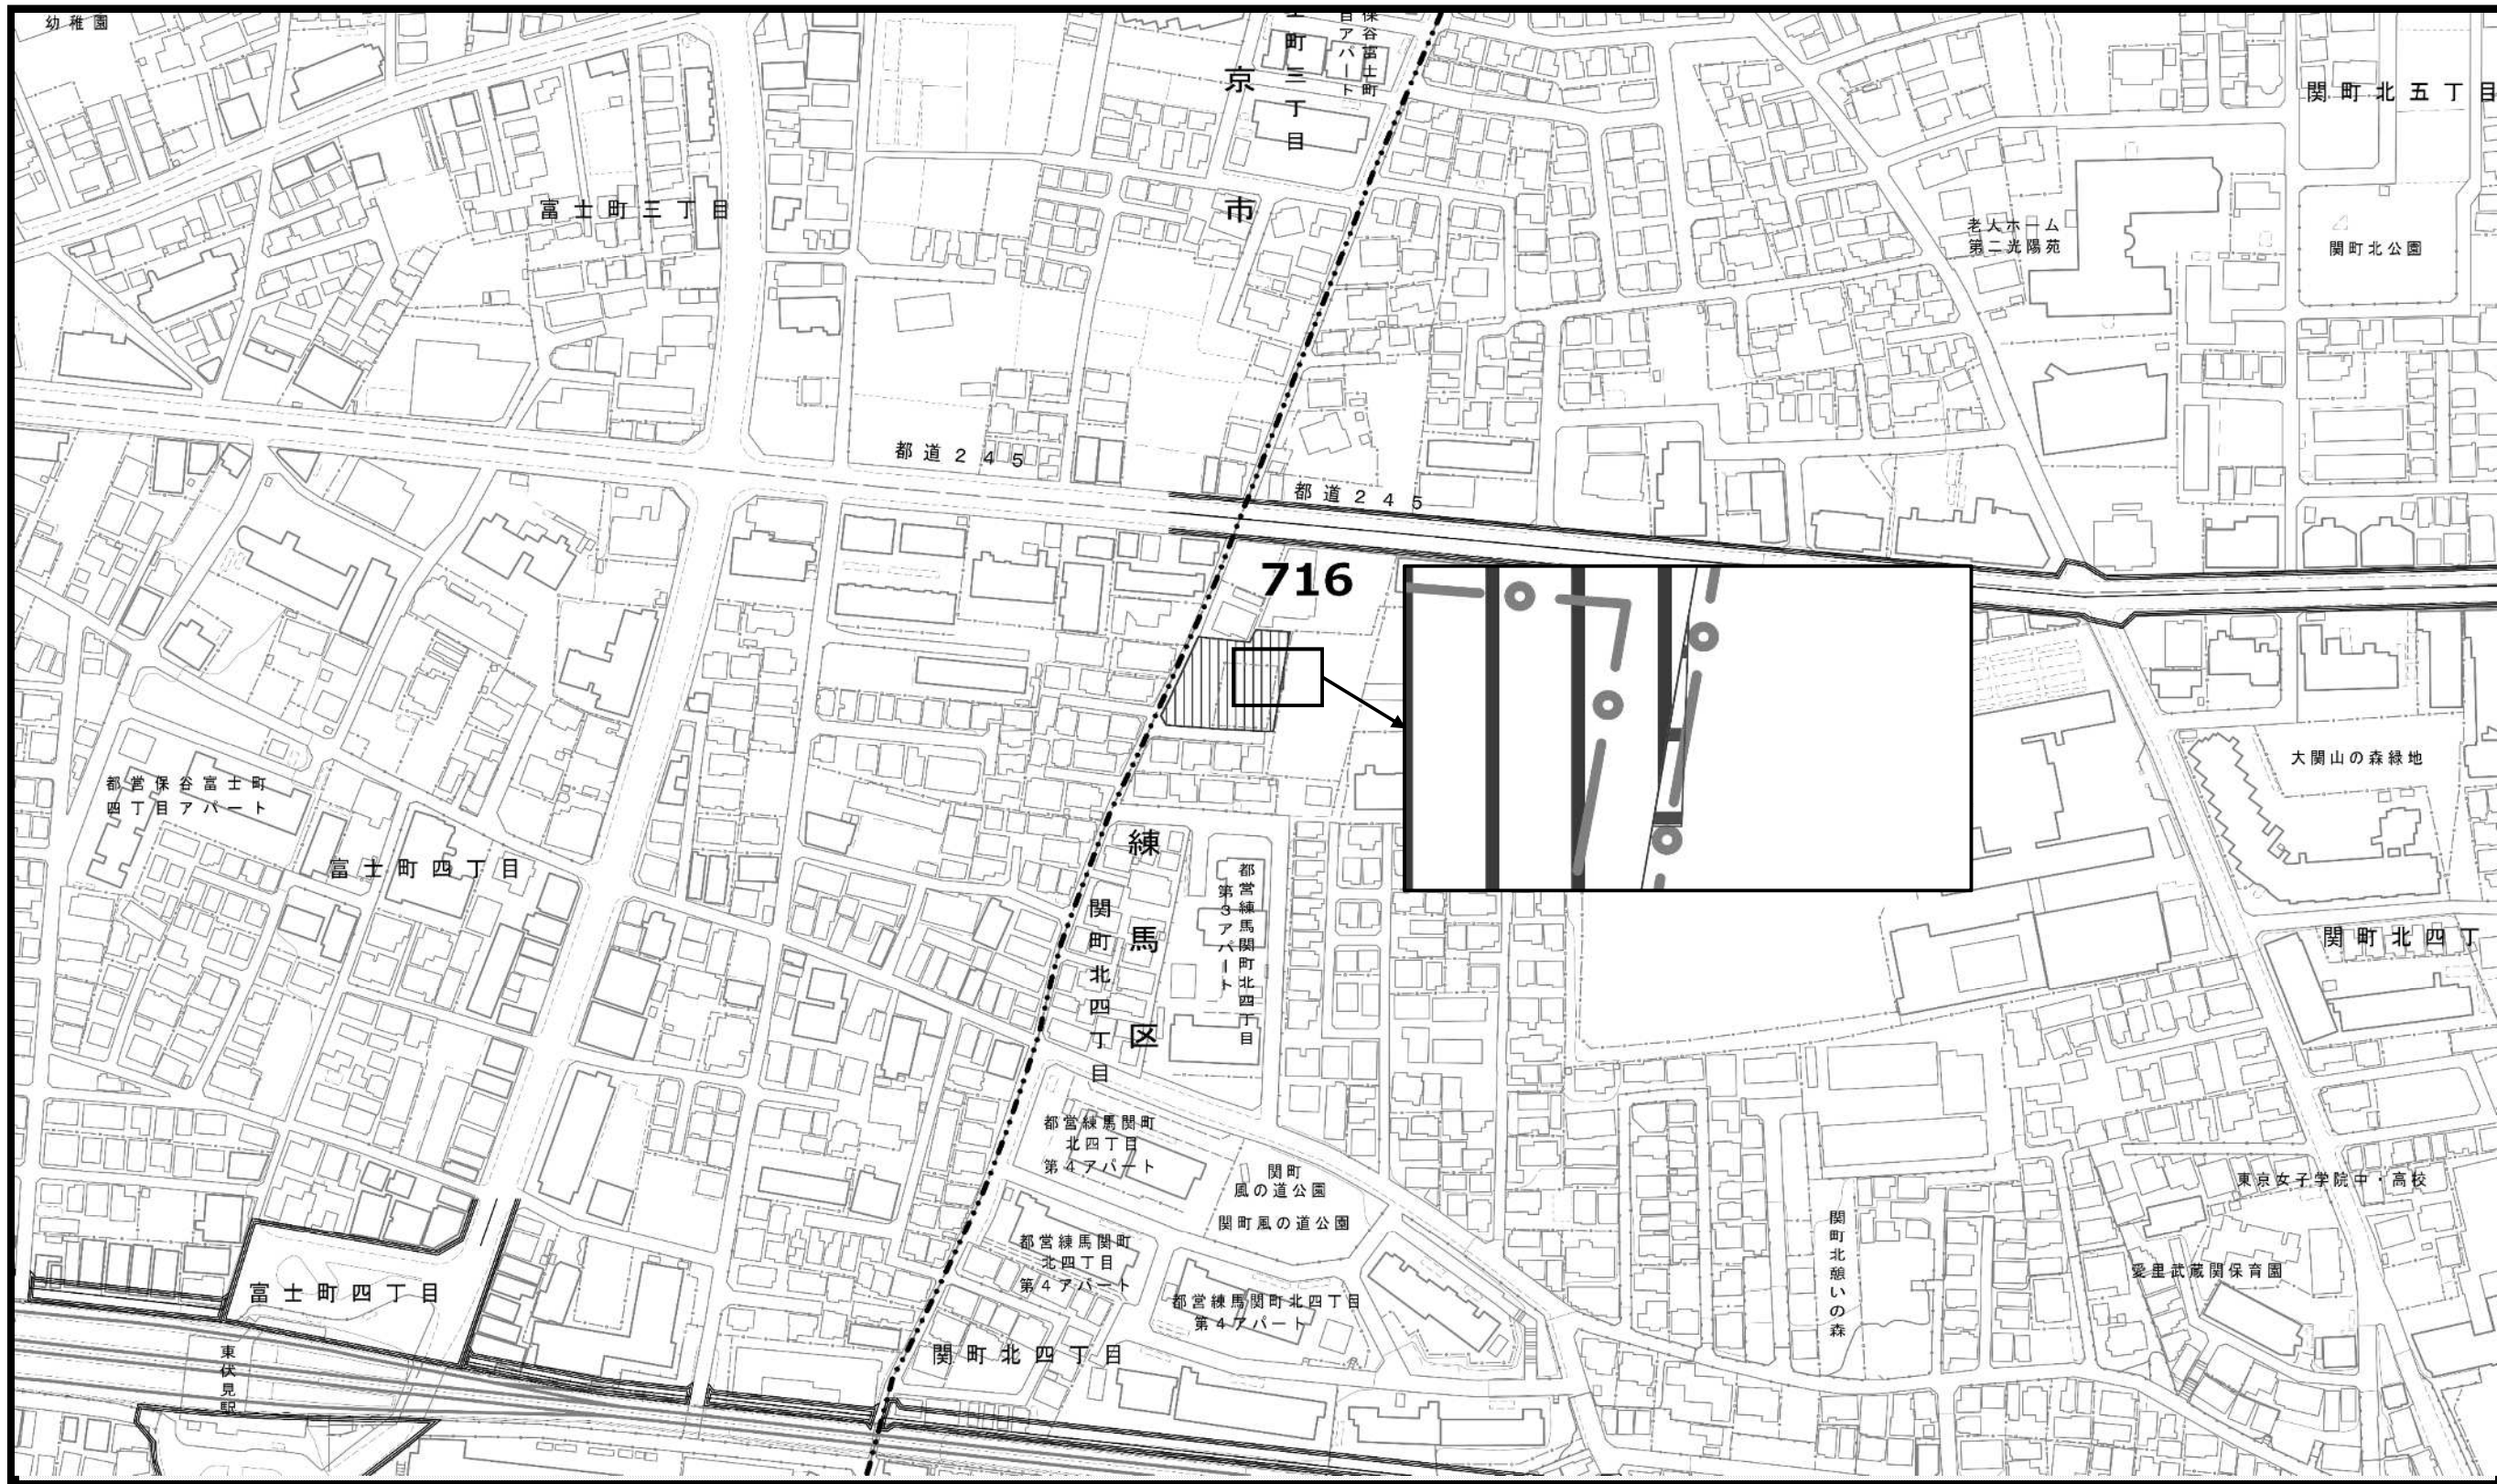 幼稚園
保谷富士町
町三丁目
京
市
関町北五丁目
富士町三丁目
老人ホーム
第二光陽苑
関町北公園
都道245
都道245
716
大関山の森緑地
都営保谷富士町
四丁目アパート
富士町四丁目
練馬区
関町北四丁目
都営練馬関町北四丁目
第3アパート
関町北四丁
都営練馬関町
北四丁目
第4アパート
関町
風の道公園
関町風の道公園
東京女子学院中・高校
関町北憩いの森
都営練馬関町
北四丁目
第4アパート
愛里武蔵関保育園
富士町四丁目
都営練馬関町北四丁目
第4アパート
東伏見駅
関町北四丁目